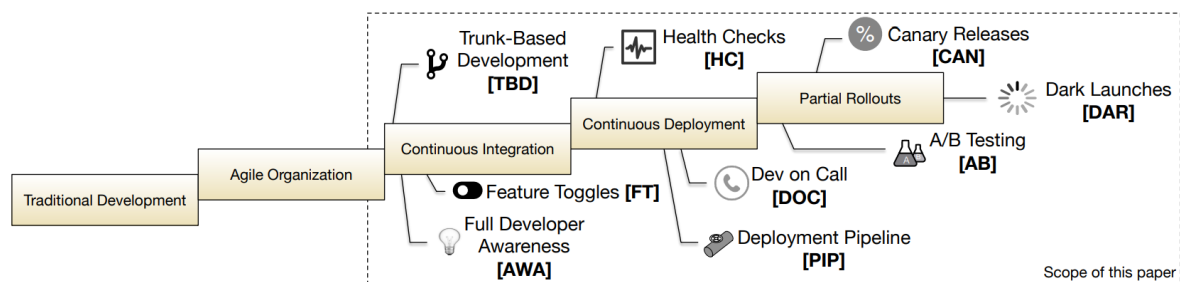 Traditional Development
Agile Organization
Continuous Integration
Trunk-Based
Development
[TBD]
Feature Toggles [FT]
Full Developer
Awareness
[AWA]
Continuous Deployment
Health Checks
[HC]
Dev on Call
[DOC]
Deployment Pipeline
[PIP]
Partial Rollouts
%
Canary Releases
[CAN]
Dark Launches
[DAR]
A
A/B Testing
[AB]
Scope of this paper